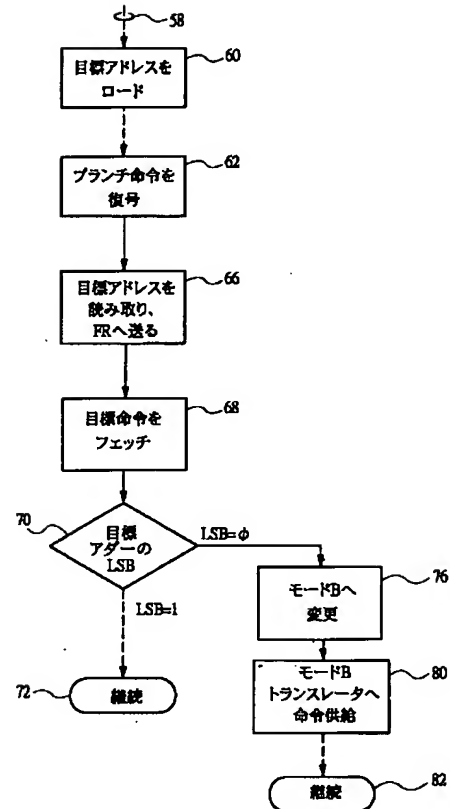 58
目標アドレスを
ロード
60
ブランチ命令を
復号
62
目標アドレスを
読み取り、
FRへ送る
66
目標命令を
フェッチ
68
70
目標
アダーの
LSB
LSB=φ
LSB=1
モードBへ
変更
76
72
継続
モードB
トランスレータへ
命令供給
80
継続
82